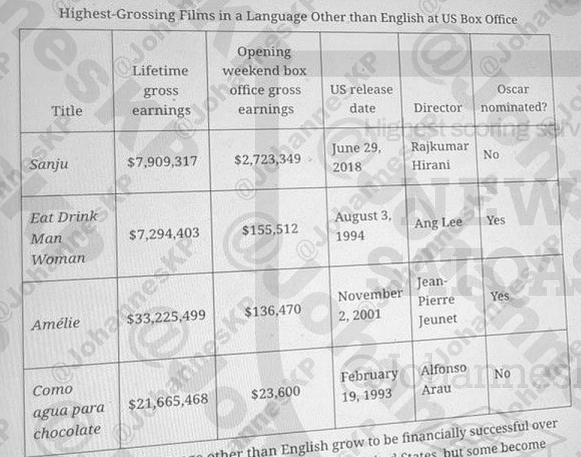 Highest-Grossing Films in a Language Other than English at US Box Office
Title
Lifetime
gross
earnings
Opening
weekend box
office gross
earnings
US release
date
Director
Oscar
nominated?
Sanju
$7,909,317
$2,723,349
June 29,
2018
Rajkumar
Hirani
No
Eat Drink
Man
Woman
$7,294,403
$155,512
August 3,
1994
Ang Lee
Yes
Amélie
$33,225,499
$136,470
November
2, 2001
Jean-
Pierre
Jeunet
Yes
Como
agua para
chocolate
$21,665,468
$23,600
February
19, 1993
Alfonso
Arau
No
other than English grow to be financially successful over
States, but some become
@JohannesKP
Highest scoring
NEW